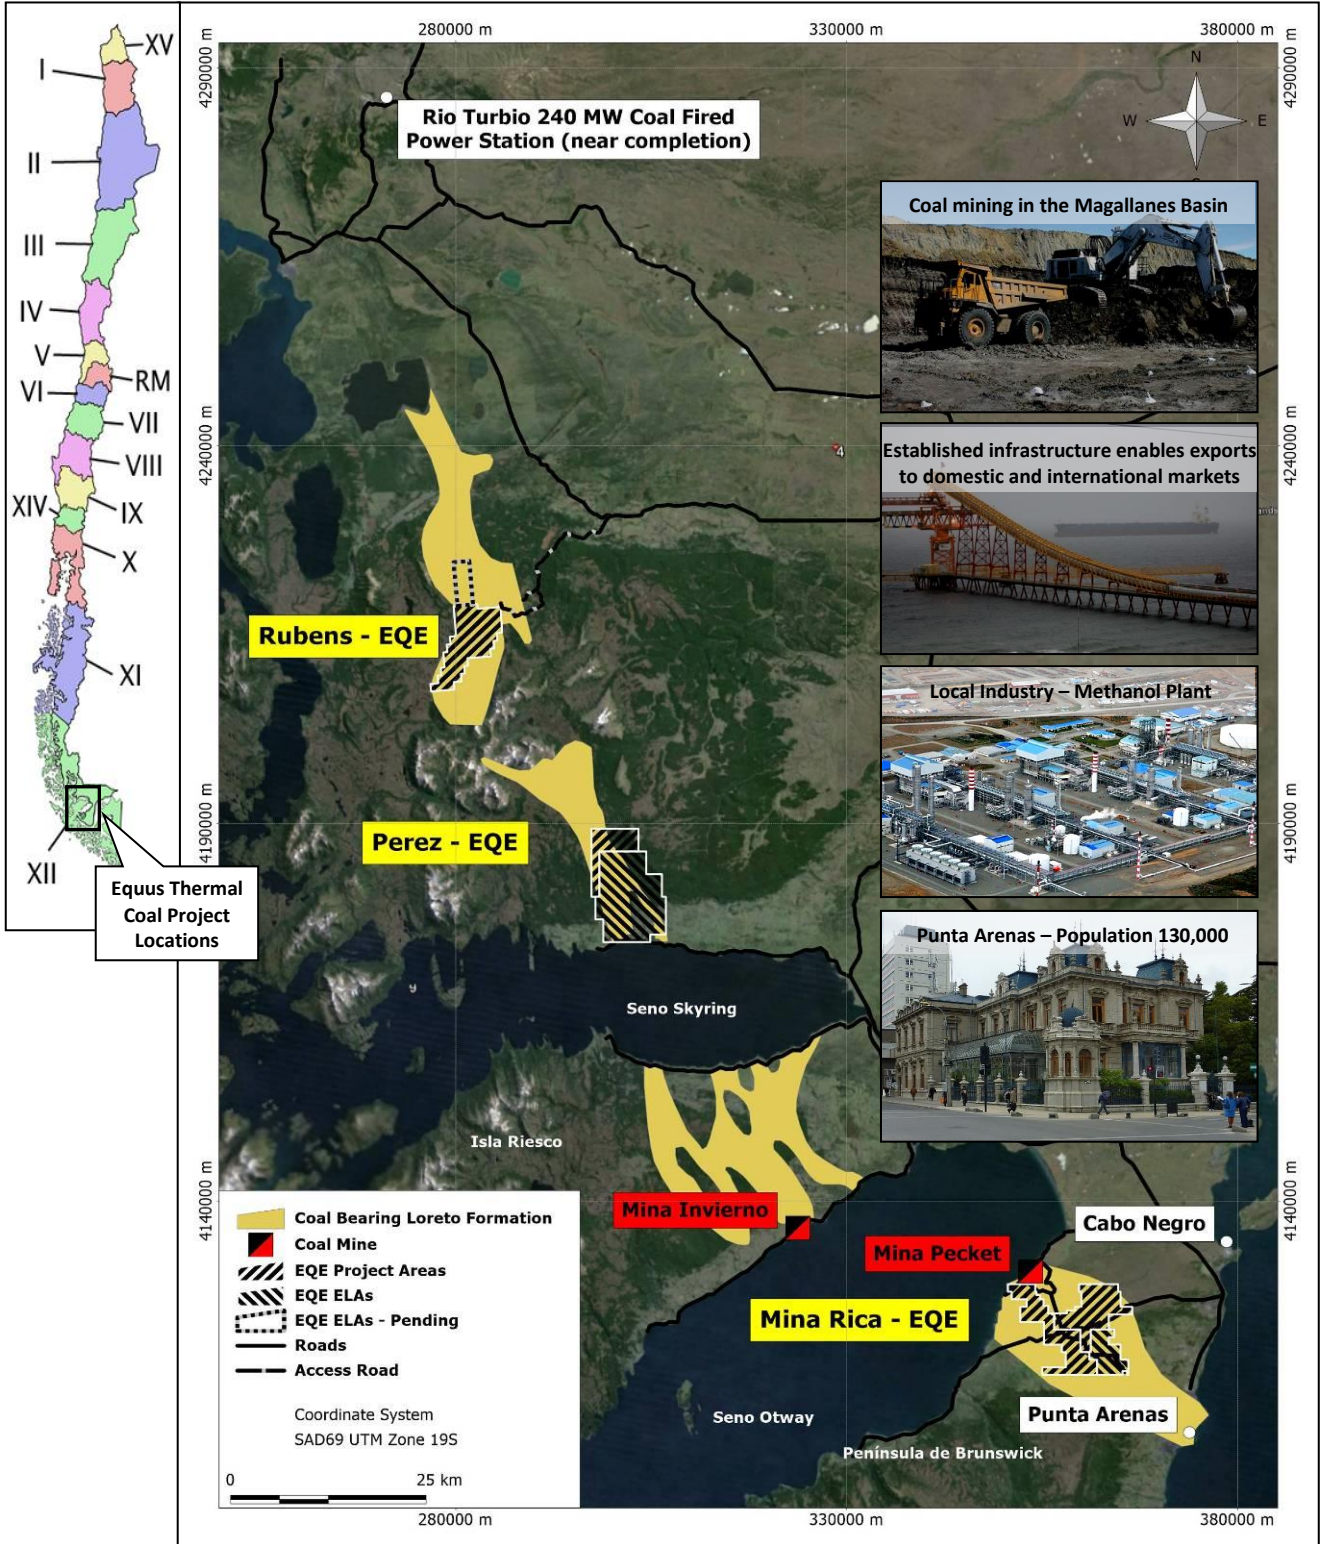 XV
I
II
III
IV
V
RM
VI
VII
VIII
IX
XIV
X
XI
XII
Equus Thermal
Coal Project
Locations
280000 m
330000 m
380000 m
4290000 m
4290000 m
N
W
E
Rio Turbio 240 MW Coal Fired
Power Station (near completion)
Coal mining in the Magallanes Basin
4240000 m
4
4240000 m
Established infrastructure enables exports
to domestic and international markets
Rubens - EQE
Local Industry – Methanol Plant
4190000 m
4190000 m
Perez - EQE
Punta Arenas – Population 130,000
Seno Skyring
Isla Riesco
4140000 m
4140000 m
Mina Invierno
Cabo Negro
Mina Pecket
Mina Rica - EQE
Punta Arenas
Seno Otway
Península de Brunswick
Coal Bearing Loreto Formation
Coal Mine
EQE Project Areas
EQE ELAs
EQE ELAs - Pending
Roads
Access Road
Coordinate System
SAD69 UTM Zone 19S
0
25 km
280000 m
330000 m
380000 m